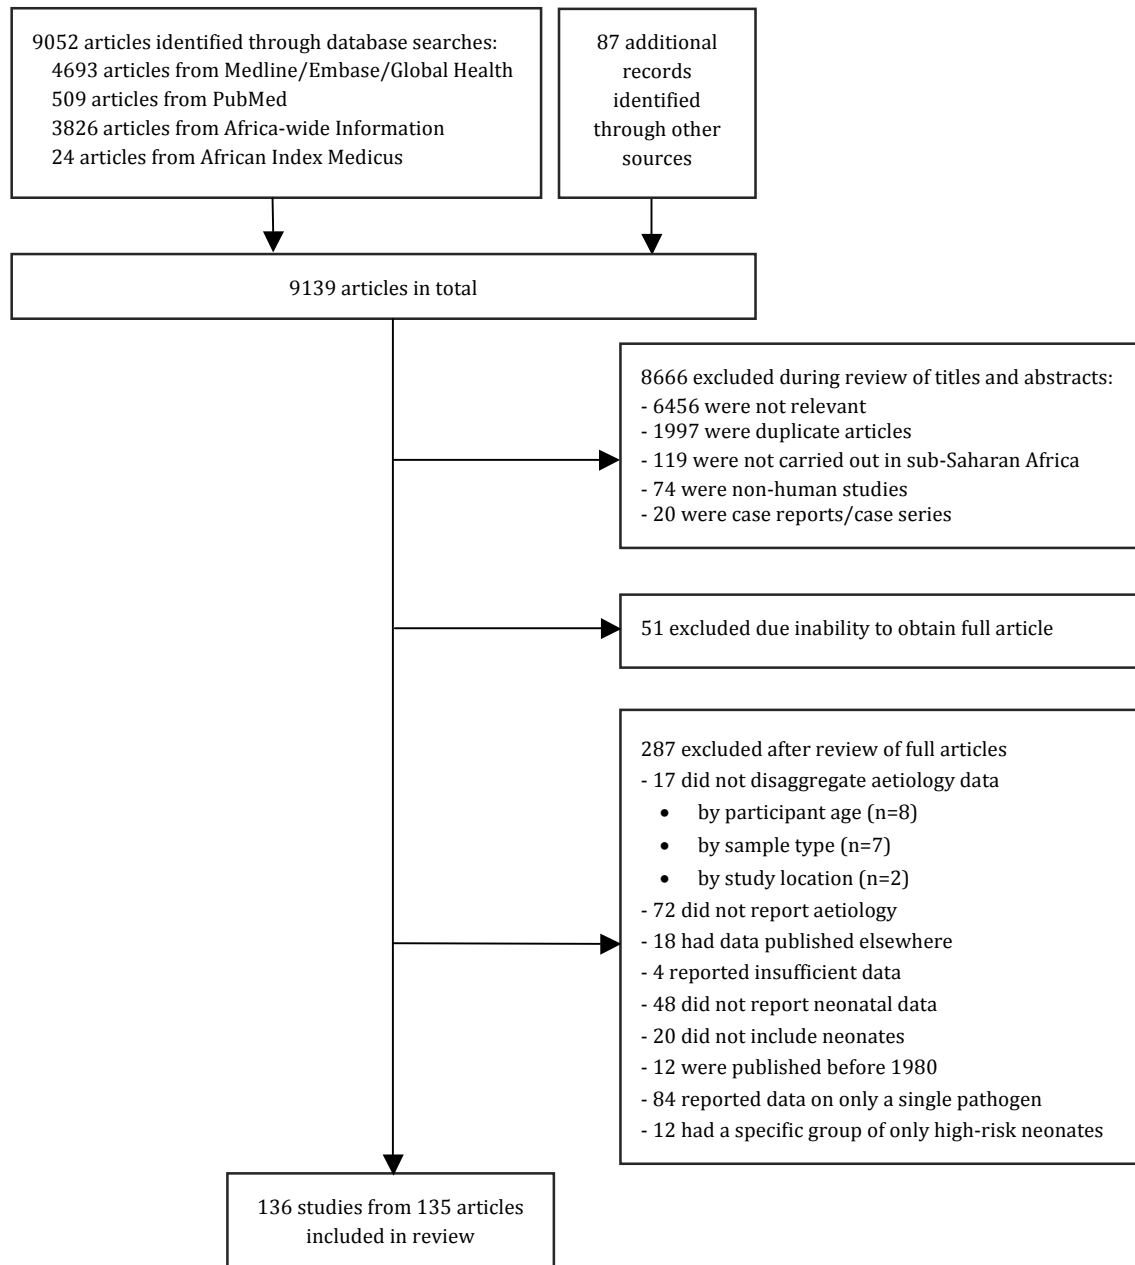 9052 articles identified through database searches:
4693 articles from Medline/Embase/Global Health
509 articles from PubMed
3826 articles from Africa-wide Information
24 articles from African Index Medicus
87 additional
records
identified
through other
sources
9139 articles in total
8666 excluded during review of titles and abstracts:
- 6456 were not relevant
- 1997 were duplicate articles
- 119 were not carried out in sub-Saharan Africa
- 74 were non-human studies
- 20 were case reports/case series
51 excluded due inability to obtain full article
287 excluded after review of full articles
- 17 did not disaggregate aetiology data
• by participant age (n=8)
• by sample type (n=7)
• by study location (n=2)
- 72 did not report aetiology
- 18 had data published elsewhere
- 4 reported insufficient data
- 48 did not report neonatal data
- 20 did not include neonates
- 12 were published before 1980
- 84 reported data on only a single pathogen
- 12 had a specific group of only high-risk neonates
136 studies from 135 articles
included in review